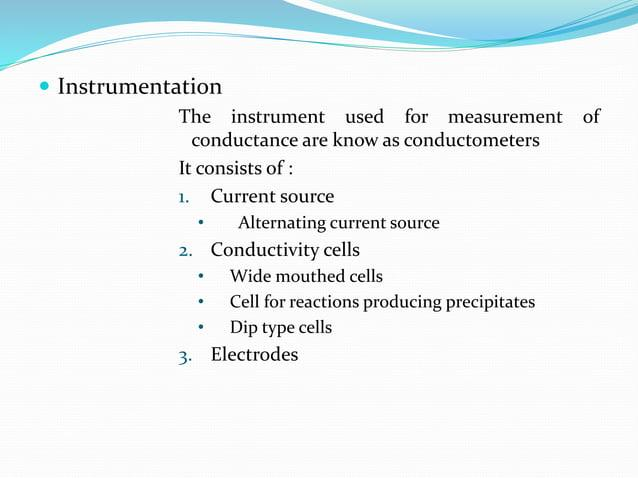 • Instrumentation
The instrument used for measurement of
conductance are know as conductometers
It consists of :
1. Current source
• Alternating current source
2. Conductivity cells
• Wide mouthed cells
• Cell for reactions producing precipitates
• Dip type cells
3. Electrodes